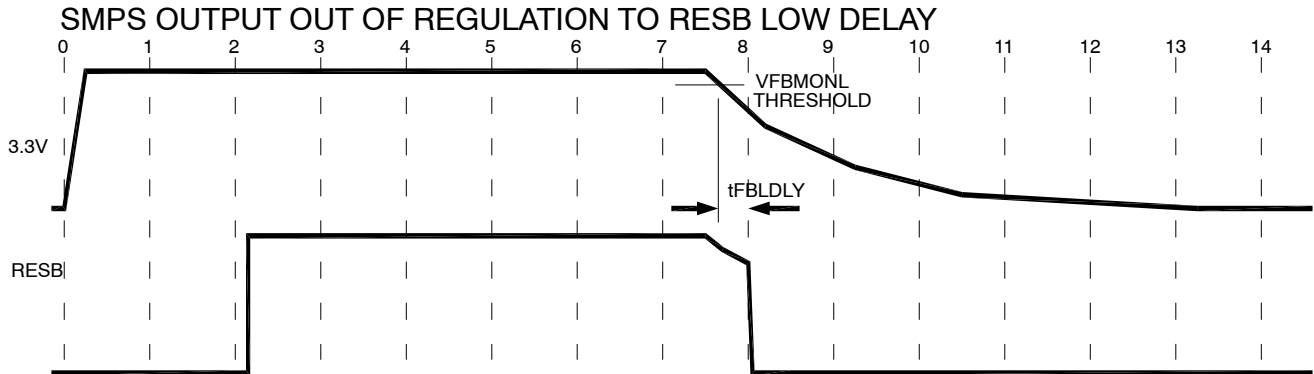 SMPS OUTPUT OUT OF REGULATION TO RESB LOW DELAY
0 1 2 3 4 5 6 7 8 9 10 11 12 13 14
VFBMONL
THRESHOLD
3.3V
tFBLDLY
RESB